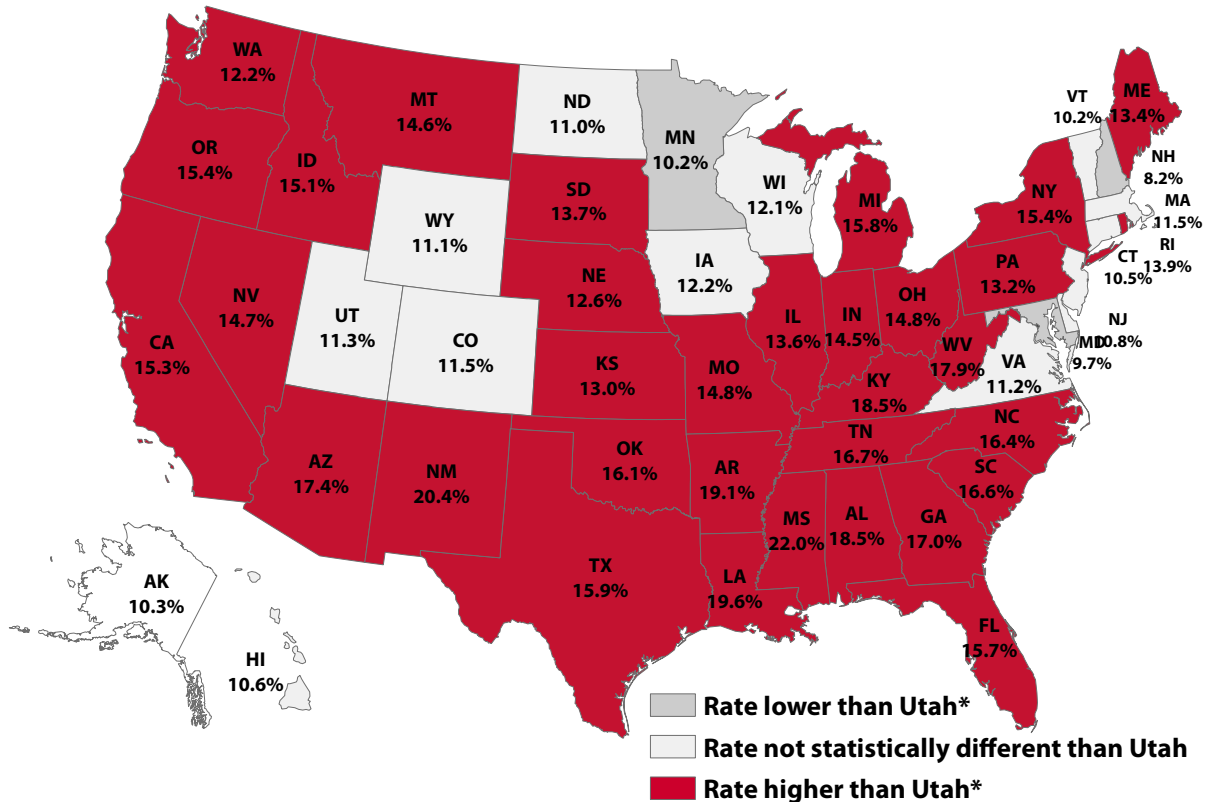 WA
12.2%
MT
14.6%
ND
11.0%
MN
10.2%
VT
10.2%
ME
13.4%
OR
15.4%
ID
15.1%
SD
13.7%
WI
12.1%
MI
15.8%
NY
15.4%
NH
8.2%
MA
11.5%
RI
13.9%
CT
10.5%
WY
11.1%
IA
12.2%
NE
12.6%
PA
13.2%
NV
14.7%
UT
11.3%
CO
11.5%
IL
13.6%
IN
14.5%
OH
14.8%
NJ
10.8%
MD
9.7%
CA
15.3%
KS
13.0%
MO
14.8%
WV
17.9%
VA
11.2%
KY
18.5%
NC
16.4%
TN
16.7%
AZ
17.4%
NM
20.4%
OK
16.1%
AR
19.1%
SC
16.6%
MS
22.0%
AL
18.5%
GA
17.0%
TX
15.9%
LA
19.6%
FL
15.7%
AK
10.3%
HI
10.6%
Rate lower than Utah*
Rate not statistically different than Utah
Rate higher than Utah*